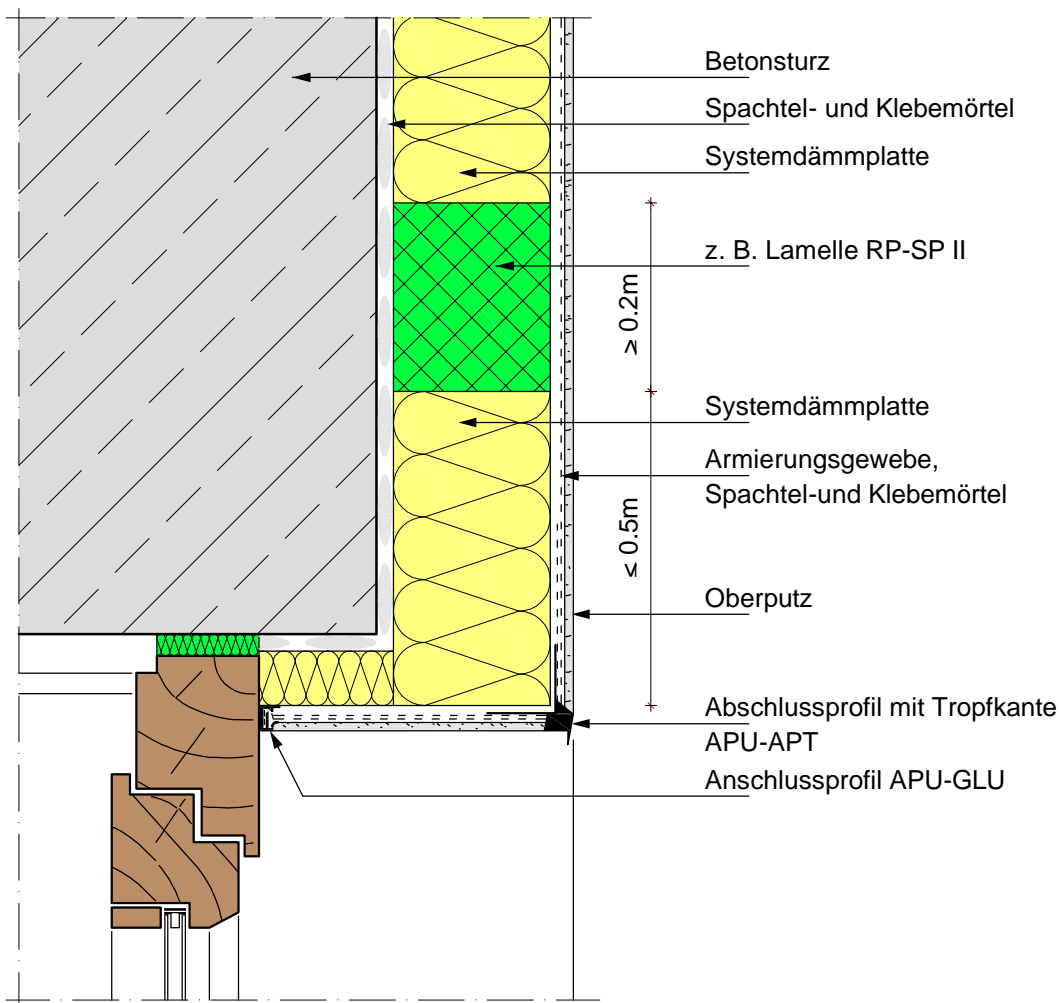 Betonsturz
Spachtel- und Klebemörtel
Systemdämmplatte
z. B. Lamelle RP-SP II
≥ 0.2m
Systemdämmplatte
Armierungsgewebe,
Spachtel-und Klebemörtel
≤ 0.5m
Oberputz
Abschlussprofil mit Tropfkante
APU-APT
Anschlussprofil APU-GLU